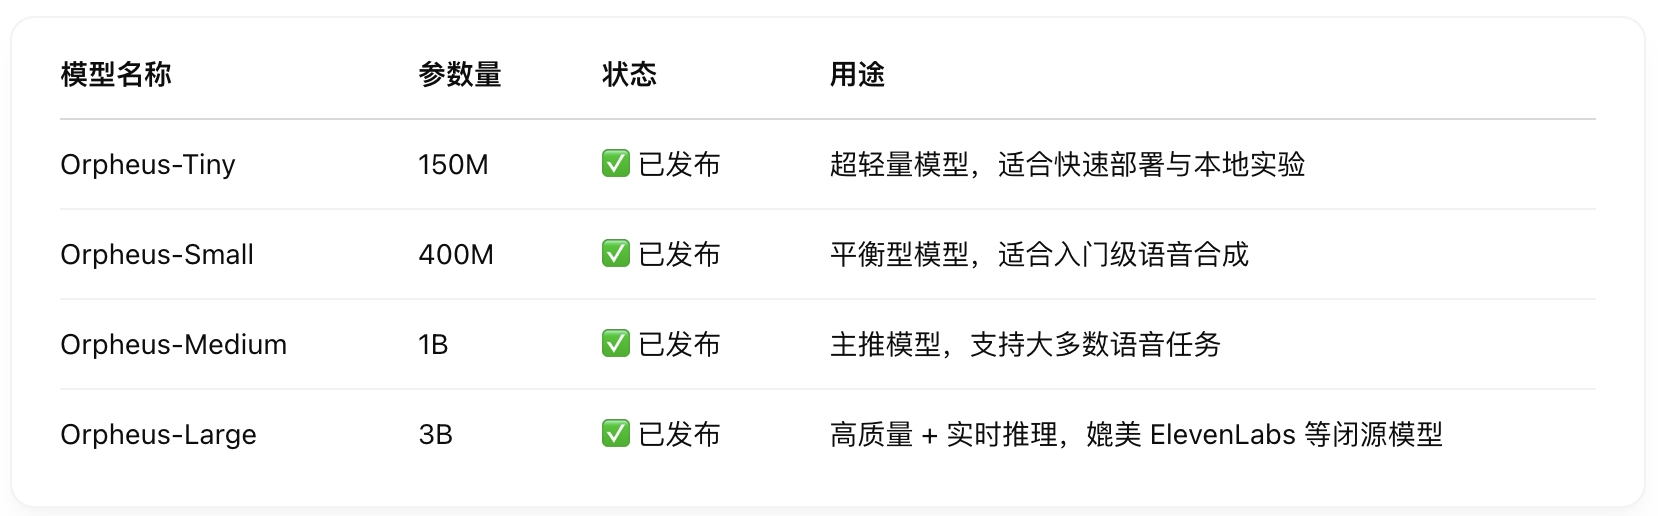 模型名称 参数量 状态 用途
Orpheus-Tiny 150M ✅ 已发布 超轻量模型，适合快速部署与本地实验
Orpheus-Small 400M ✅ 已发布 平衡型模型，适合入门级语音合成
Orpheus-Medium 1B ✅ 已发布 主推模型，支持大多数语音任务
Orpheus-Large 3B ✅ 已发布 高质量 + 实时推理，媲美 ElevenLabs 等闭源模型